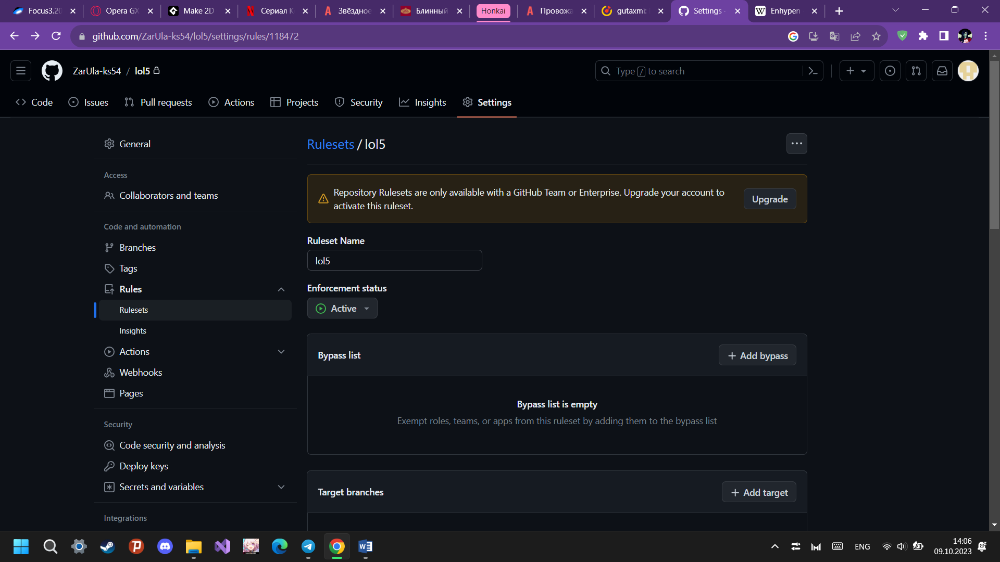 Focus3.20
Opera GX
Make 2D
Сериал К
Звёздное
Блинный
Honkai
Провожа
gutaxmi:
Settings -
Enhypen
github.com/ZarUla-ks54/lol5/settings/rules/118472
ZarUla-ks54 / lol5
Type / to search
Code
Issues
Pull requests
Actions
Projects
Security
Insights
Settings
General
Access
Collaborators and teams
Code and automation
Branches
Tags
Rules
Rulesets
Insights
Actions
Webhooks
Pages
Security
Code security and analysis
Deploy keys
Secrets and variables
Integrations
Rulesets / lol5
Repository Rulesets are only available with a GitHub Team or Enterprise. Upgrade your account to
activate this ruleset.
Upgrade
Ruleset Name
lol5
Enforcement status
Active
Bypass list
Add bypass
Bypass list is empty
Exempt roles, teams, or apps from this ruleset by adding them to the bypass list
Target branches
Add target
ENG
14:06
09.10.2023